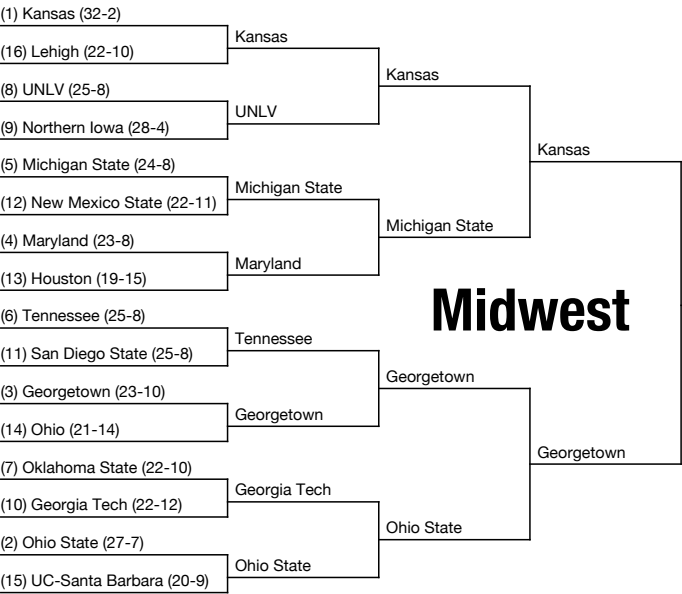 (1) Kansas (32-2)
(16) Lehigh (22-10)
(8) UNLV (25-8)
(9) Northern Iowa (28-4)
(5) Michigan State (24-8)
(12) New Mexico State (22-11)
(4) Maryland (23-8)
(13) Houston (19-15)
(6) Tennessee (25-8)
(11) San Diego State (25-8)
(3) Georgetown (23-10)
(14) Ohio (21-14)
(7) Oklahoma State (22-10)
(10) Georgia Tech (22-12)
(2) Ohio State (27-7)
(15) UC-Santa Barbara (20-9)
Kansas
UNLV
Michigan State
Maryland
Tennessee
Georgetown
Georgia Tech
Ohio State
Kansas
Michigan State
Georgetown
Ohio State
Kansas
Georgetown
Midwest